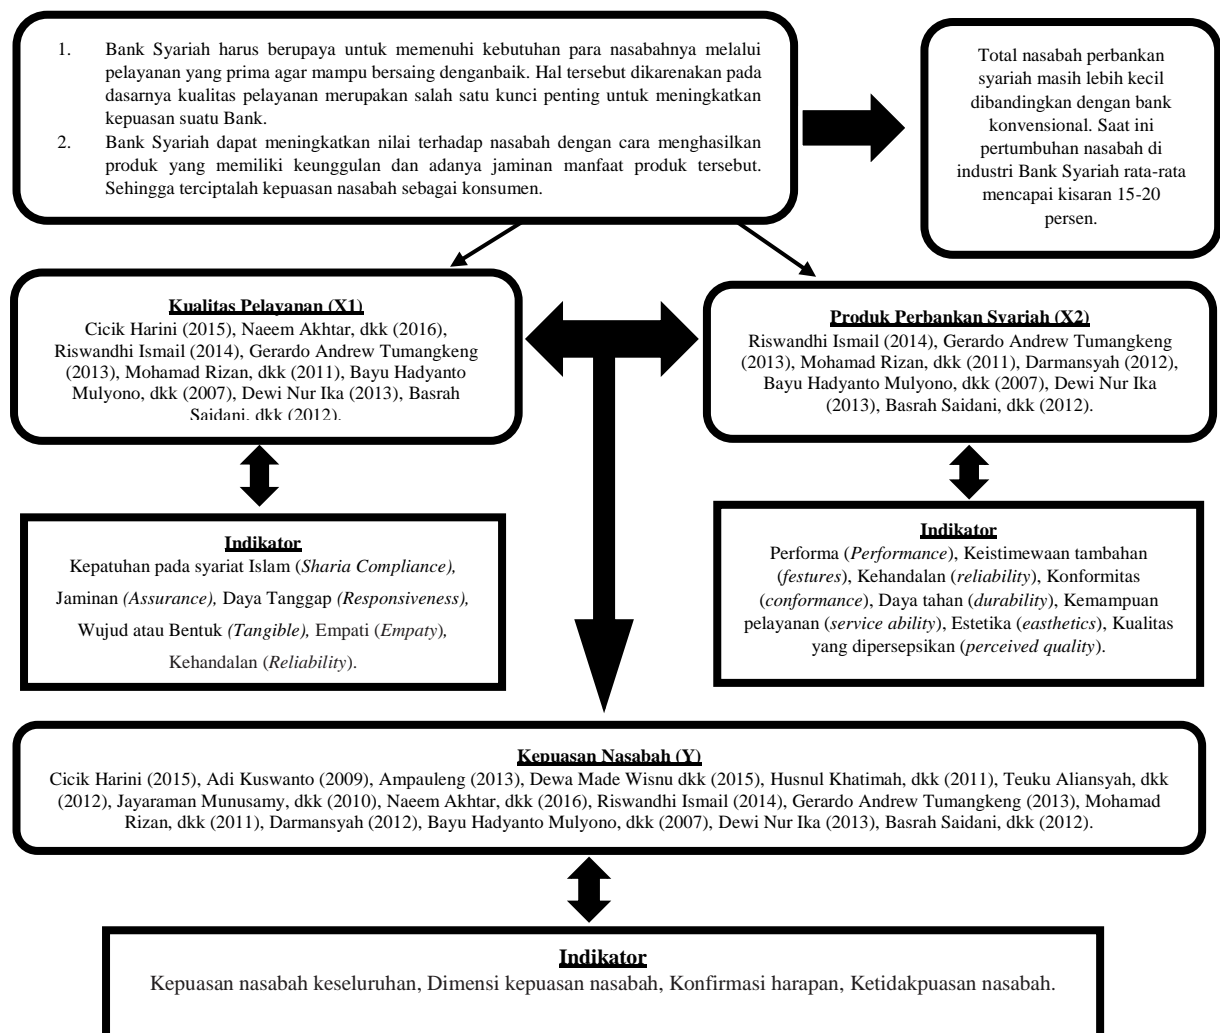 1. Bank Syariah harus berupaya untuk memenuhi kebutuhan para nasabahnya melalui
pelayanan yang prima agar mampu bersaing denganbaik. Hal tersebut dikarenakan pada
dasarnya kualitas pelayanan merupakan salah satu kunci penting untuk meningkatkan
kepuasan suatu Bank.
2. Bank Syariah dapat meningkatkan nilai terhadap nasabah dengan cara menghasilkan
produk yang memiliki keunggulan dan adanya jaminan manfaat produk tersebut.
Sehingga terciptalah kepuasan nasabah sebagai konsumen.
Total nasabah perbankan
syariah masih lebih kecil
dibandingkan dengan bank
konvensional. Saat ini
pertumbuhan nasabah di
industri Bank Syariah rata-rata
mencapai kisaran 15-20
persen.
Kualitas Pelayanan (X1)
Cicik Harini (2015), Naeem Akhtar, dkk (2016),
Riswandhi Ismail (2014), Gerardo Andrew Tumangkeng
(2013), Mohamad Rizan, dkk (2011), Bayu Hadyanto
Mulyono, dkk (2007), Dewi Nur Ika (2013), Basrah
Saidani, dkk (2012).
Produk Perbankan Syariah (X2)
Riswandhi Ismail (2014), Gerardo Andrew Tumangkeng
(2013), Mohamad Rizan, dkk (2011), Darmansyah (2012),
Bayu Hadyanto Mulyono, dkk (2007), Dewi Nur Ika
(2013), Basrah Saidani, dkk (2012).
Indikator
Kepatuhan pada syariat Islam (Sharia Compliance),
Jaminan (Assurance), Daya Tanggap (Responsiveness),
Wujud atau Bentuk (Tangible), Empati (Empaty),
Kehandalan (Reliability).
Indikator
Performa (Performance), Keistimewaan tambahan
(festures), Kehandalan (reliability), Konformitas
(conformance), Daya tahan (durability), Kemampuan
pelayanan (service ability), Estetika (easthetics), Kualitas
yang dipersepsikan (perceived quality).
Kepuasan Nasabah (Y)
Cicik Harini (2015), Adi Kuswanto (2009), Ampauleng (2013), Dewa Made Wisnu dkk (2015), Husnul Khatimah, dkk (2011), Teuku Aliansyah, dkk
(2012), Jayaraman Munusamy, dkk (2010), Naeem Akhtar, dkk (2016), Riswandhi Ismail (2014), Gerardo Andrew Tumangkeng (2013), Mohamad
Rizan, dkk (2011), Darmansyah (2012), Bayu Hadyanto Mulyono, dkk (2007), Dewi Nur Ika (2013), Basrah Saidani, dkk (2012).
Indikator
Kepuasan nasabah keseluruhan, Dimensi kepuasan nasabah, Konfirmasi harapan, Ketidakpuasan nasabah.